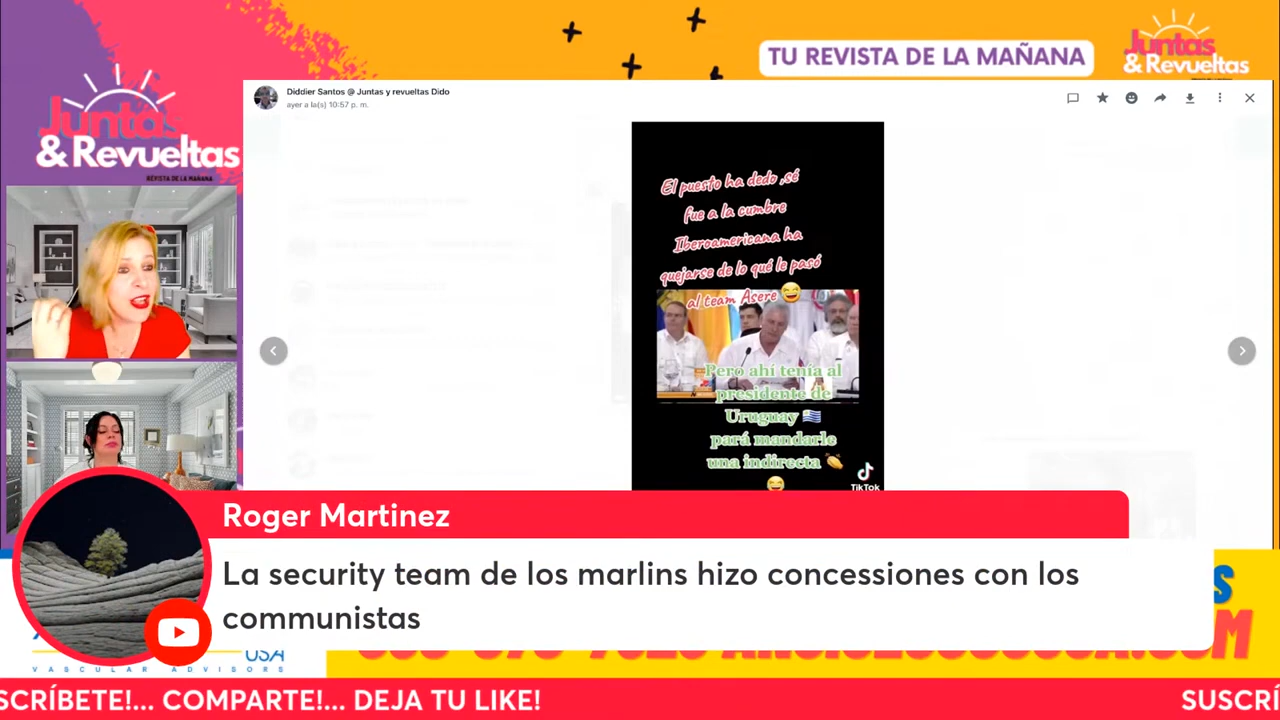 TU REVISTA DE LA MAÑANA
Juntas
& Revueltas
Juntas
& Revueltas
REVISTA DE LA MAÑANA
Diddier Santos @ Juntas y revueltas Dido
ayer a la(s) 10:57 p. m.
El puesto ha dedo ,sé
fue a la cumbre
Iberoamericana ha
quejarse de lo qué le pasó
al team Asere 😂
Pero ahí tenía al
presidente de
Uruguay 🇺🇾
pará mandarle
una indirecta 👏
😂
TikTok
Roger Martinez
La security team de los marlins hizo concessiones con los
communistas
USA
VASCULAR ADVISORS
SCRÍBETE!... COMPARTE!... DEJA TU LIKE!
SUSCRÍ